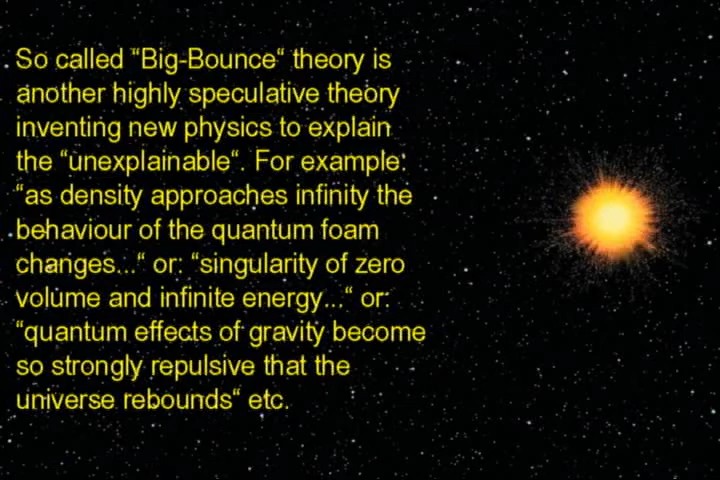 So called “Big-Bounce“ theory is
another highly speculative theory
inventing new physics to explain
the “unexplainable“. For example:
“as density approaches infinity the
behaviour of the quantum foam
changes...“ or: “singularity of zero
volume and infinite energy...“ or:
“quantum effects of gravity become
so strongly repulsive that the
universe rebounds“ etc.